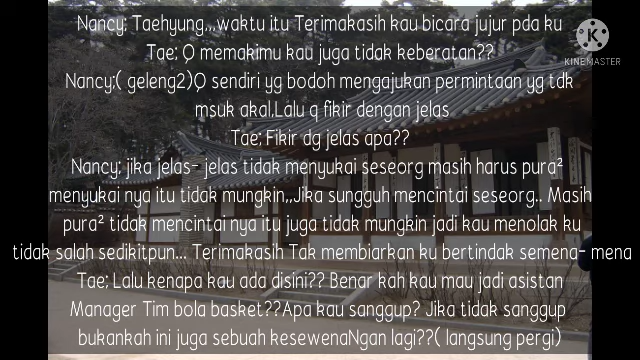 Nancy; Taehyung,,,waktu itu Terimakasih kau bicara jujur pda ku
Tae; Q memakimu kau juga tidak keberatan??
Nancy;( geleng2)Q sendiri yg bodoh mengajukan permintaan yg tdk
msuk akal,Lalu q fikir dengan jelas
Tae; Fikir dg jelas apa??
Nancy; jika jelas- jelas tidak menyukai seseorg masih harus pura²
menyukai nya itu tidak mungkin,,Jika sungguh mencintai seseorg.. Masih
pura² tidak mencintai nya itu juga tidak mungkin jadi kau menolak ku
tidak salah sedikitpun... Terimakasih Tak membiarkan ku bertindak semena- mena
Tae; Lalu kenapa kau ada disini?? Benar kah kau mau jadi asistan
Manager Tim bola basket??Apa kau sanggup? Jika tidak sanggup
bukankah ini juga sebuah kesewenaNgan lagi??( langsung pergi)
KINEMASTER